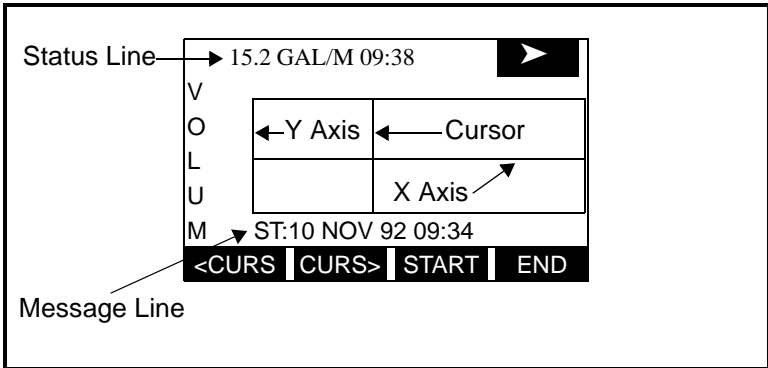 Status Line
15.2 GAL/M 09:38
V
O
L
U
M
Y Axis
Cursor
X Axis
ST:10 NOV 92 09:34
<CURS CURS> START END
Message Line